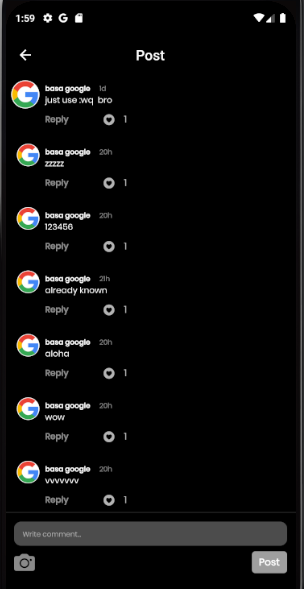 1:59
Post
basa google 1d
just use :wq bro
Reply 1
basa google 20h
zzzzz
Reply 1
basa google 20h
123456
Reply 1
basa google 21h
already known
Reply 1
basa google 20h
aloha
Reply 1
basa google 20h
wow
Reply 1
basa google 20h
vvvvvvv
Reply 1
Write comment...
Post